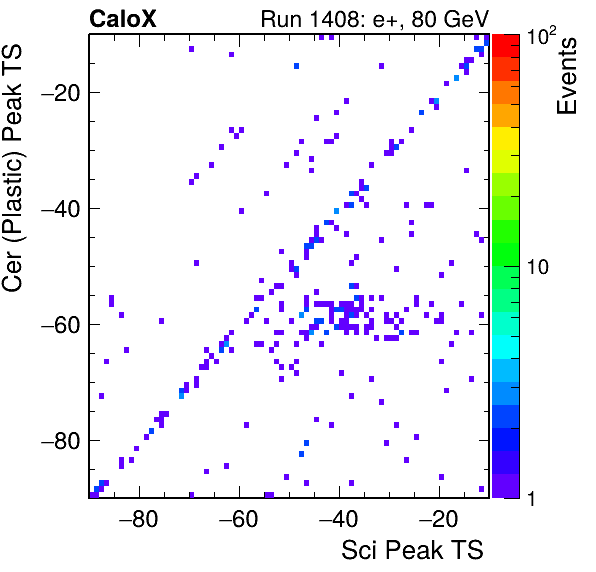 CaloX Run 1408: e+, 80 GeV
Cer (Plastic) Peak TS
−20
−40
−60
−80
−80 −60 −40 −20
Sci Peak TS
10²
10
1
Events